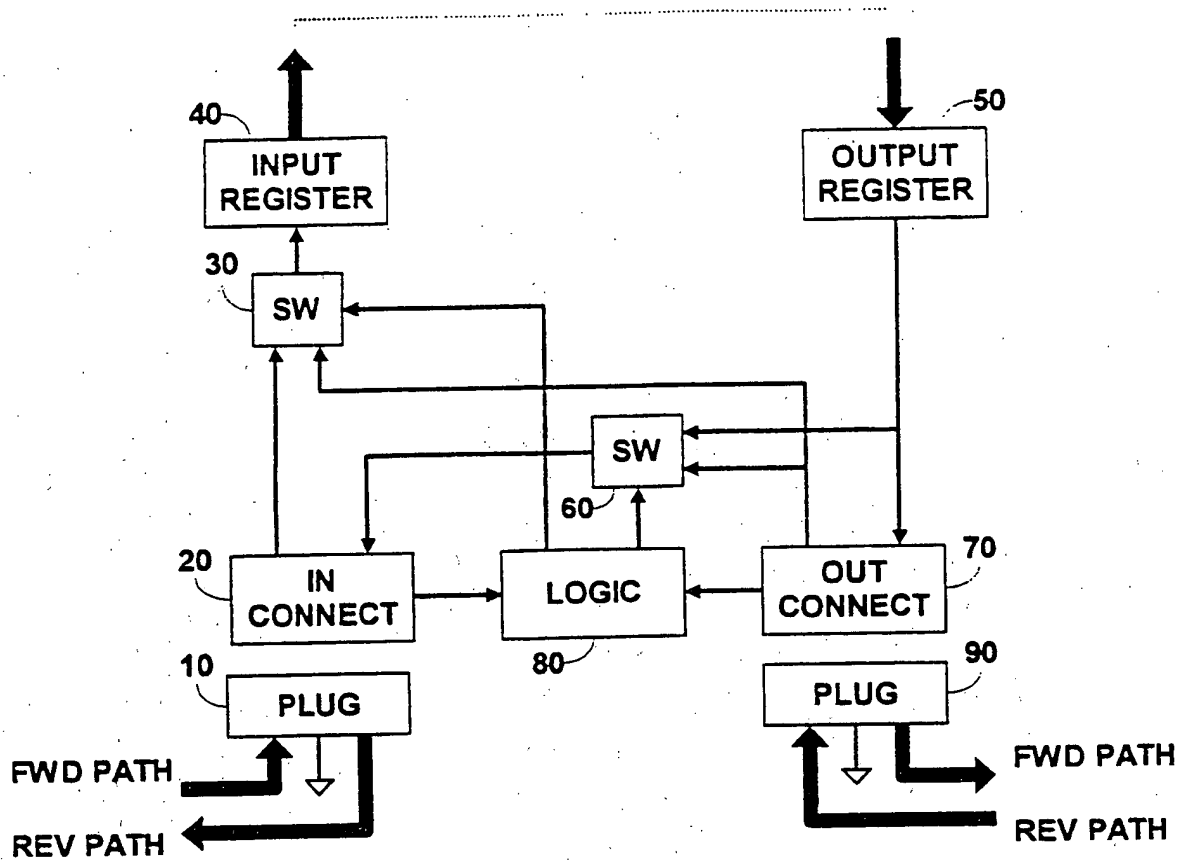 40
INPUT
REGISTER
50
OUTPUT
REGISTER
30
SW
SW
60
20
IN
CONNECT
LOGIC
80
OUT
CONNECT
70
10
PLUG
90
PLUG
FWD PATH
REV PATH
FWD PATH
REV PATH